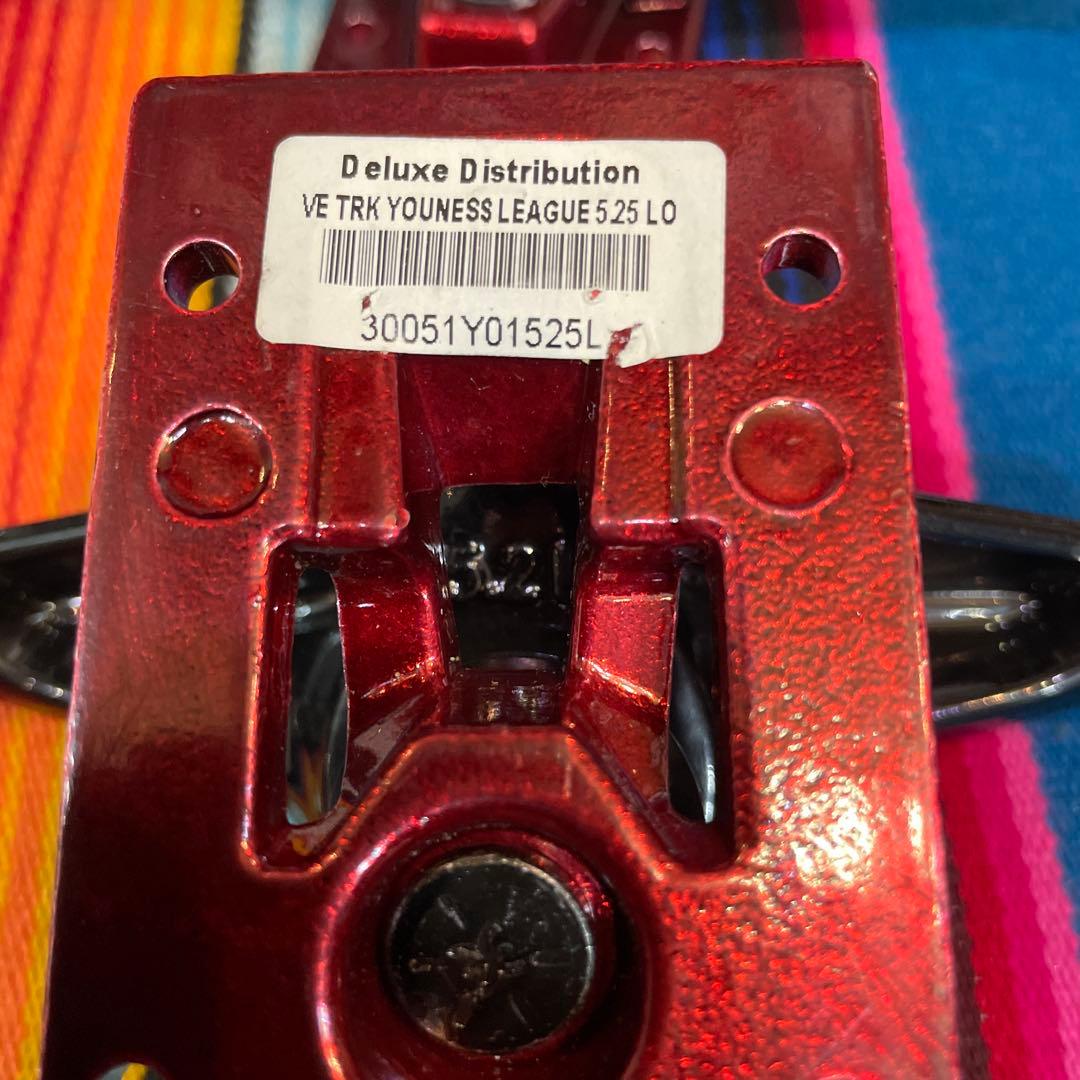 Deluxe Distribution
VE TRK YOUNESS LEAGUE 5.25 LO
30051Y01525L